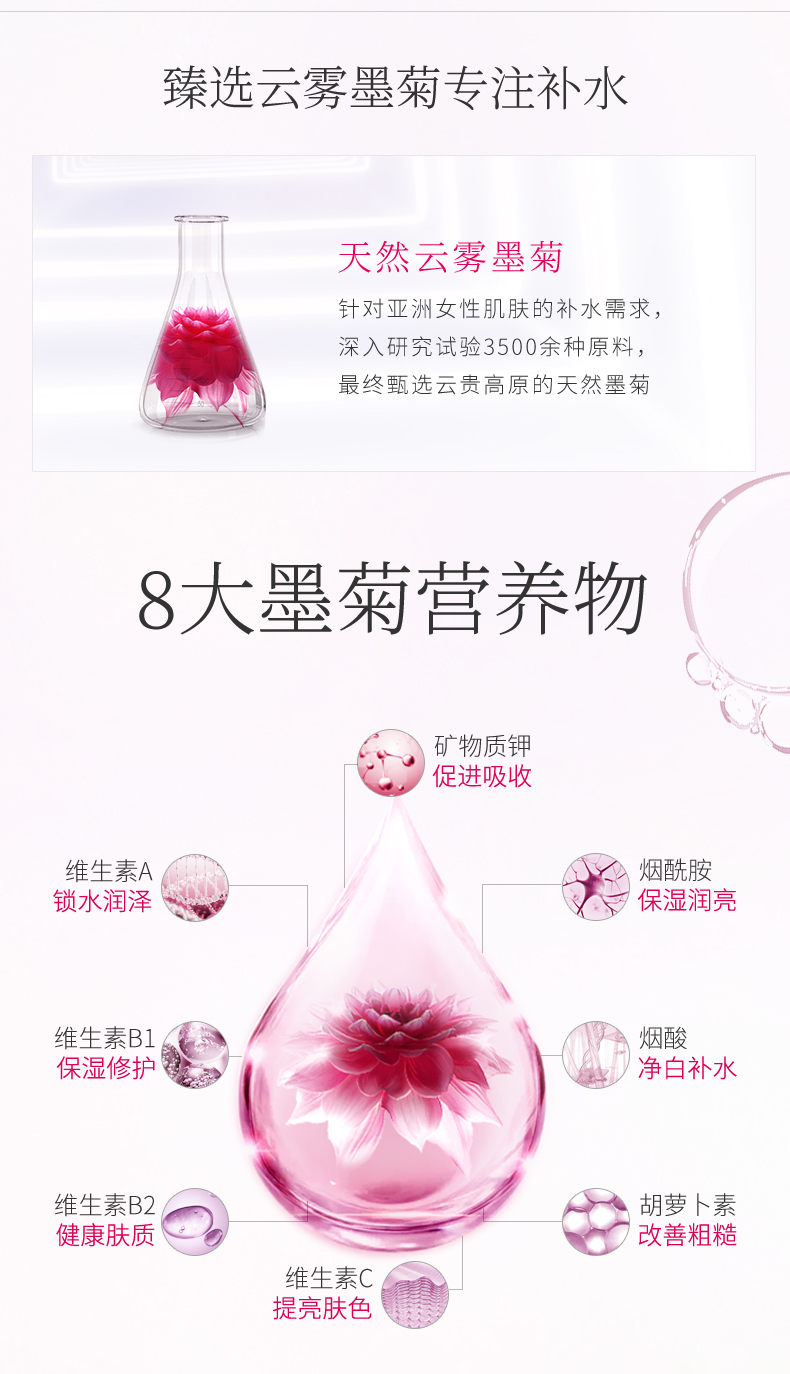 臻选云雾墨菊专注补水
天然云雾墨菊
针对亚洲女性肌肤的补水需求，
深入研究试验3500余种原料，
最终甄选云贵高原的天然墨菊
8大墨菊营养物
矿物质钾
促进吸收
维生素A
锁水润泽
烟酰胺
保湿润亮
维生素B1
保湿修护
烟酸
净白补水
维生素B2
健康肤质
胡萝卜素
改善粗糙
维生素C
提亮肤色